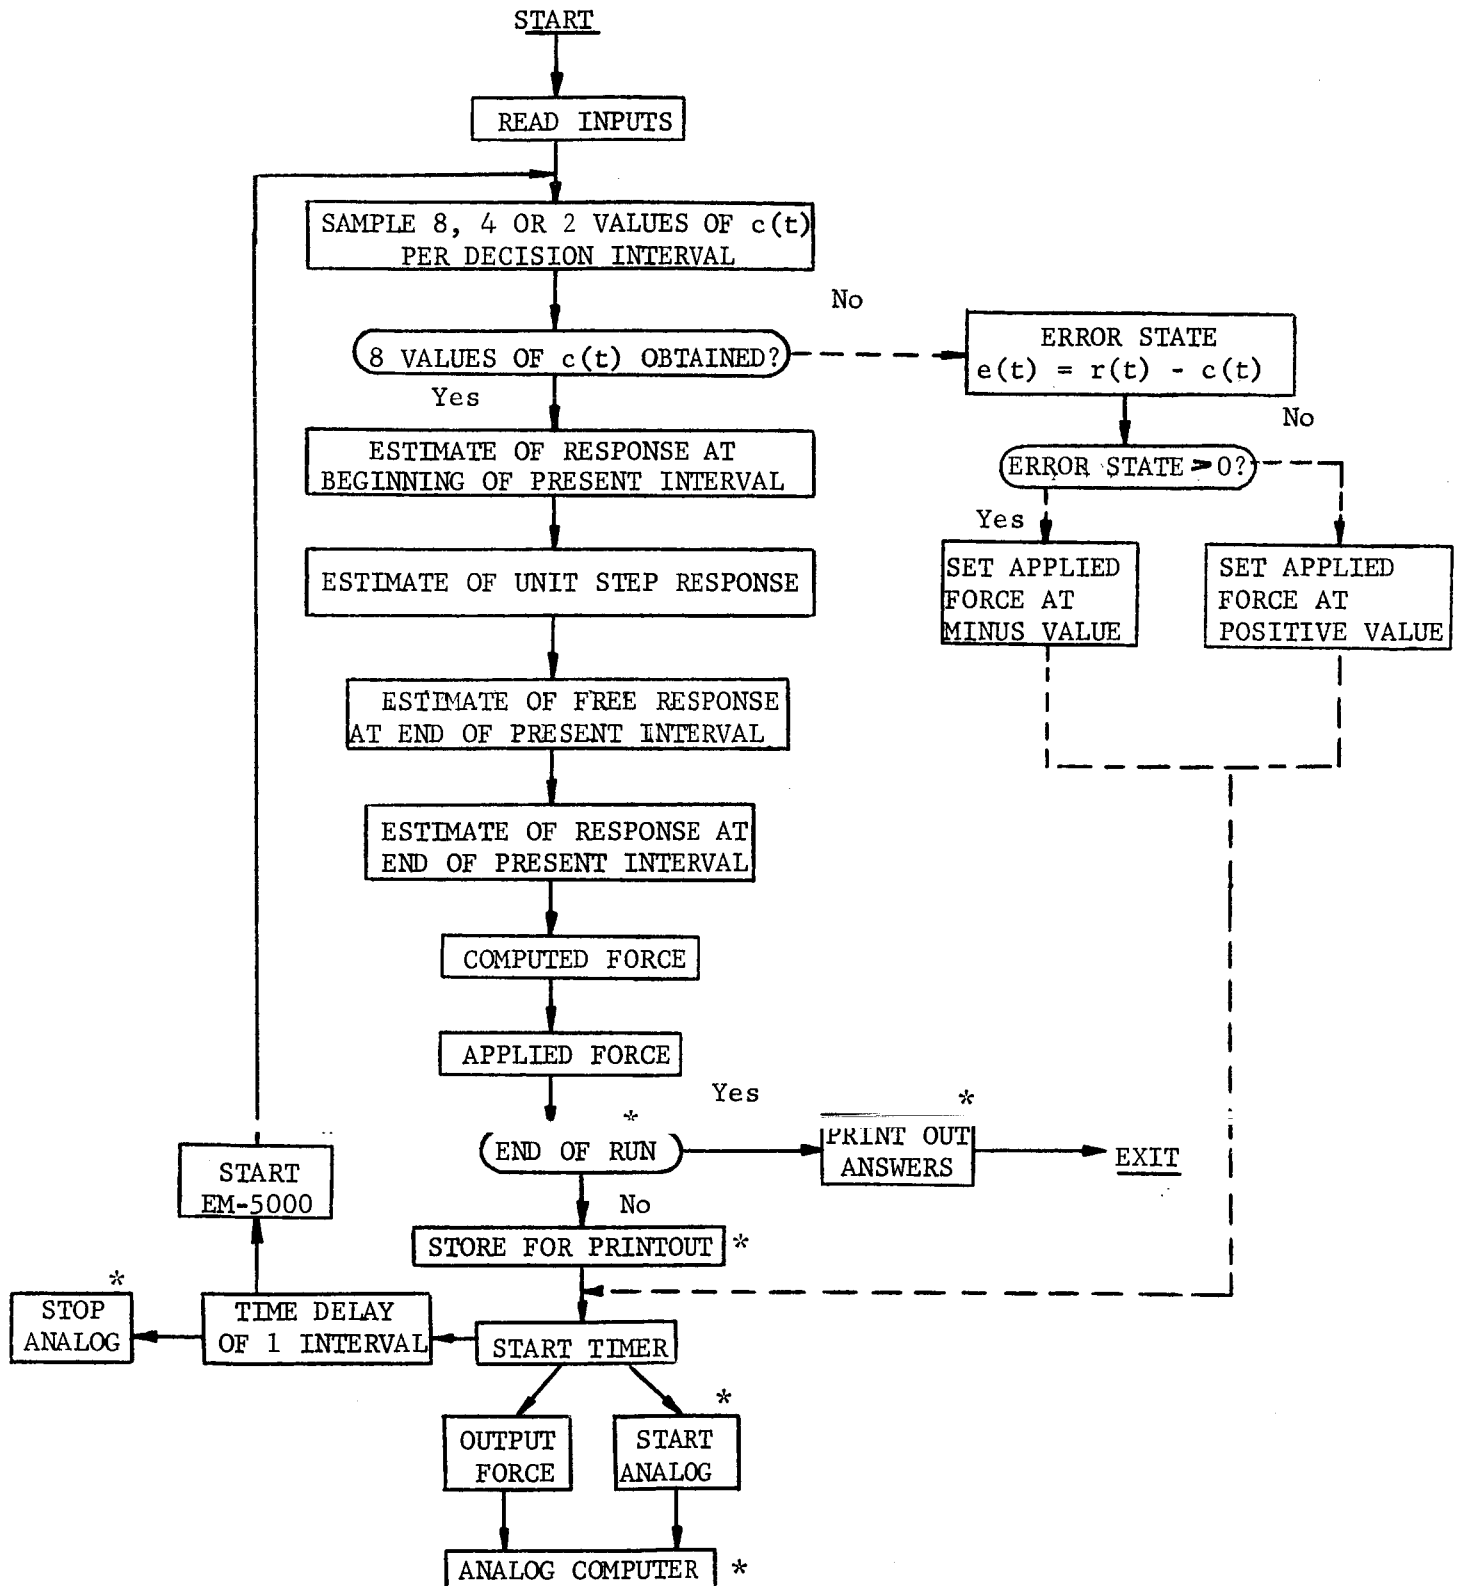 START
READ INPUTS
SAMPLE 8, 4 OR 2 VALUES OF c(t)
PER DECISION INTERVAL
No
8 VALUES OF c(t) OBTAINED?
ERROR STATE
e(t) = r(t) - c(t)
Yes
No
ESTIMATE OF RESPONSE AT
BEGINNING OF PRESENT INTERVAL
ERROR STATE > 0?
Yes
SET APPLIED
FORCE AT
MINUS VALUE
SET APPLIED
FORCE AT
POSITIVE VALUE
ESTIMATE OF UNIT STEP RESPONSE
ESTIMATE OF FREE RESPONSE
AT END OF PRESENT INTERVAL
ESTIMATE OF RESPONSE AT
END OF PRESENT INTERVAL
COMPUTED FORCE
APPLIED FORCE
Yes
*
*
END OF RUN
PRINT OUT
ANSWERS
EXIT
START
EM-5000
No
STORE FOR PRINTOUT *
*
STOP
ANALOG
TIME DELAY
OF 1 INTERVAL
START TIMER
*
OUTPUT
FORCE
START
ANALOG
ANALOG COMPUTER *